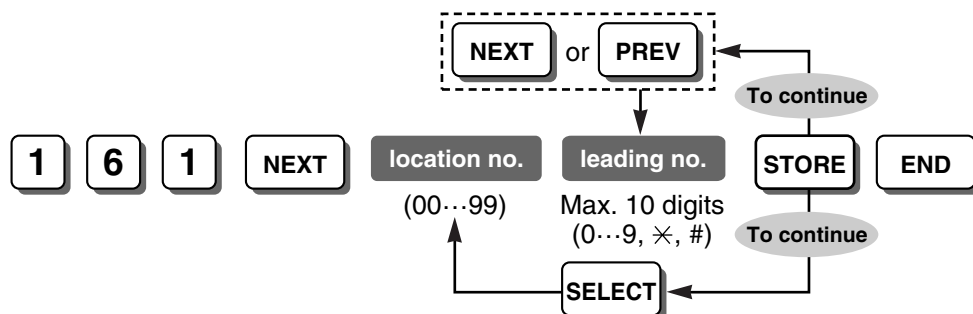 NEXT or PREV
To continue
1 6 1 NEXT location no. leading no. STORE END
(00···99) Max. 10 digits
(0···9, ✳, #)
To continue
SELECT